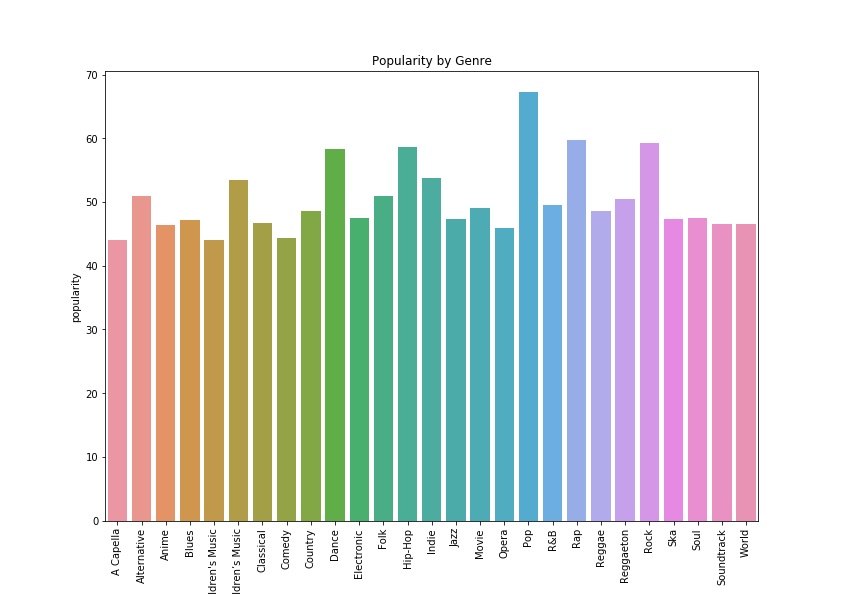 Popularity by Genre
70
60
50
40
30
20
10
0
popularity
A Capella
Alternative
Anime
Blues
ldren's Music
ldren's Music
Classical
Comedy
Country
Dance
Electronic
Folk
Hip-Hop
Indie
Jazz
Movie
Opera
Pop
R&B
Rap
Reggae
Reggaeton
Rock
Ska
Soul
Soundtrack
World